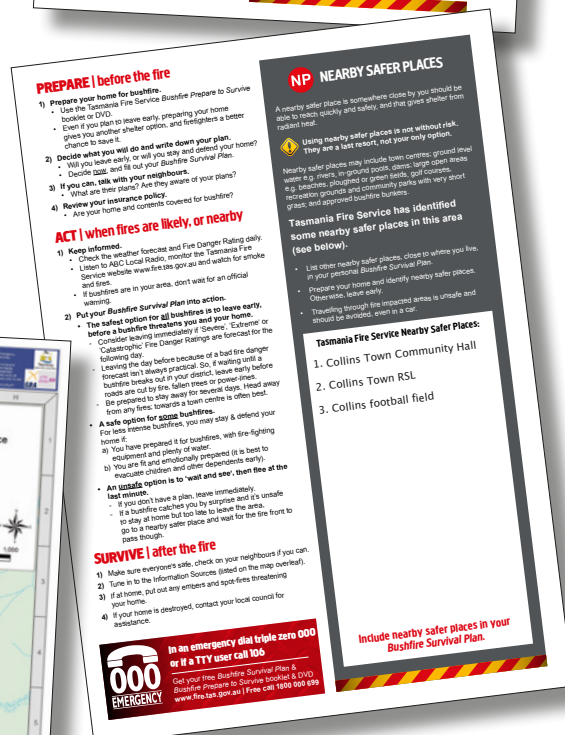 PREPARE | before the fire
1) Prepare your home for bushfire.
• Use the Tasmania Fire Service Bushfire Prepare to Survive
booklet or DVD.
• Even if you plan to leave early, preparing your home
gives you another shelter option, and firefighters a better
chance to save it.
2) Decide what you will do and write down your plan.
• Will you leave early, or will you stay and defend your home?
• Decide now, and fill out your Bushfire Survival Plan.
3) If you can, talk with your neighbours.
• What are their plans? Are they aware of your plans?
4) Review your insurance policy.
• Are your home and contents covered for bushfire?
ACT | when fires are likely, or nearby
1) Keep informed.
• Check the weather forecast and Fire Danger Rating daily.
• Listen to ABC Local Radio, monitor the Tasmania Fire
Service website www.fire.tas.gov.au and watch for smoke
and fires.
• If bushfires are in your area, don't wait for an official
warning.
2) Put your Bushfire Survival Plan into action.
• The safest option for all bushfires is to leave early,
before a bushfire threatens you and your home.
- Consider leaving immediately if 'Severe', 'Extreme' or
'Catastrophic' Fire Danger Ratings are forecast for the
following day.
- Leaving the day before because of a bad fire danger
forecast isn't always practical. So, if waiting until a
bushfire breaks out in your district, leave early before
roads are cut by fire, fallen trees or power-lines.
- Be prepared to stay away for several days. Head away
from any fires: towards a town centre is often best.
• A safe option for some bushfires.
For less intense bushfires, you may stay & defend your
home if:
a) You have prepared it for bushfires, with fire-fighting
equipment and plenty of water.
b) You are fit and emotionally prepared (it is best to
evacuate children and other dependents early).
• An unsafe option is to 'wait and see', then flee at the
last minute.
- If you don't have a plan, leave immediately.
- If a bushfire catches you by surprise and it's unsafe
to stay at home but too late to leave the area,
go to a nearby safer place and wait for the fire front to
pass though.
SURVIVE | after the fire
1) Make sure everyone's safe, check on your neighbours if you can.
2) Tune in to the Information Sources (listed on the map overleaf).
3) If at home, put out any embers and spot-fires threatening
your home.
4) If your home is destroyed, contact your local council for
assistance.
000
EMERGENCY
In an emergency dial triple zero 000
or if a TTY user call 106
Get your free Bushfire Survival Plan &
Bushfire Prepare to Survive booklet & DVD
www.fire.tas.gov.au | Free call 1800 000 699
NP NEARBY SAFER PLACES
A nearby safer place is somewhere close by you should be
able to reach quickly and safely, and that gives shelter from
radiant heat.
Using nearby safer places is not without risk.
They are a last resort, not your only option.
Nearby safer places may include town centres; ground level
water e.g. rivers, in-ground pools, dams; large open areas
e.g. beaches, ploughed or green fields, golf courses,
recreation grounds and community parks with very short
grass; and approved bushfire bunkers.
Tasmania Fire Service has identified
some nearby safer places in this area
(see below).
• List other nearby safer places, close to where you live,
in your personal Bushfire Survival Plan.
• Prepare your home and identify nearby safer places.
Otherwise, leave early.
• Travelling through fire impacted areas is unsafe and
should be avoided, even in a car.
Tasmania Fire Service Nearby Safer Places:
1. Collins Town Community Hall
2. Collins Town RSL
3. Collins football field
Include nearby safer places in your
Bushfire Survival Plan.
H
1
2
3
4
5
1,000